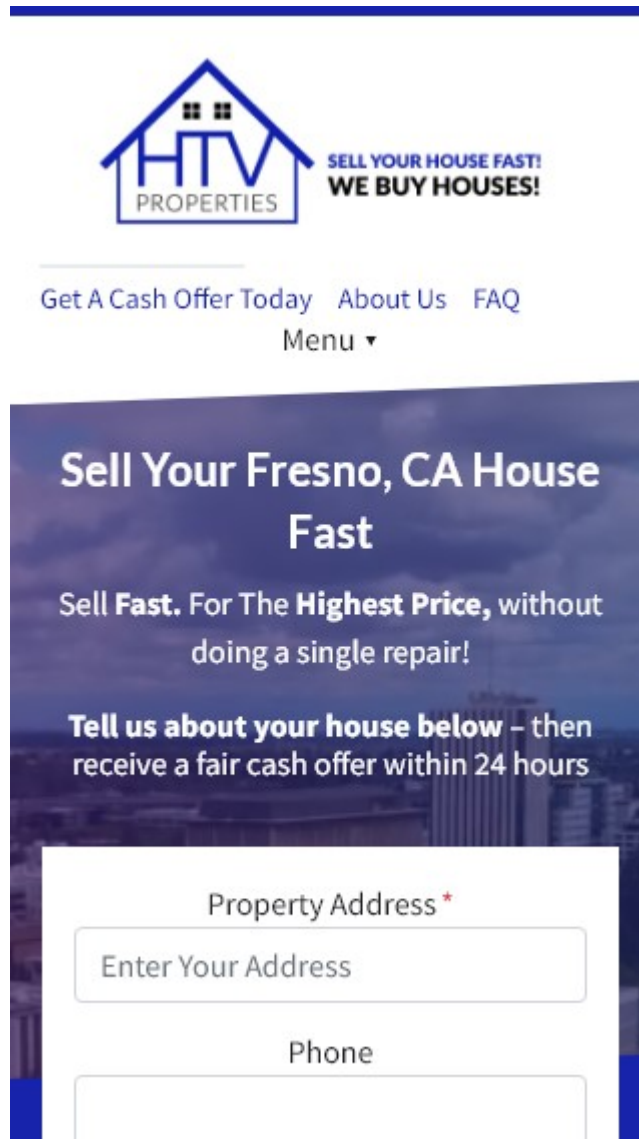 HTV
PROPERTIES
SELL YOUR HOUSE FAST!
WE BUY HOUSES!
Get A Cash Offer Today About Us FAQ
Menu ▾
Sell Your Fresno, CA House
Fast
Sell Fast. For The Highest Price, without
doing a single repair!
Tell us about your house below – then
receive a fair cash offer within 24 hours
Property Address *
Enter Your Address
Phone